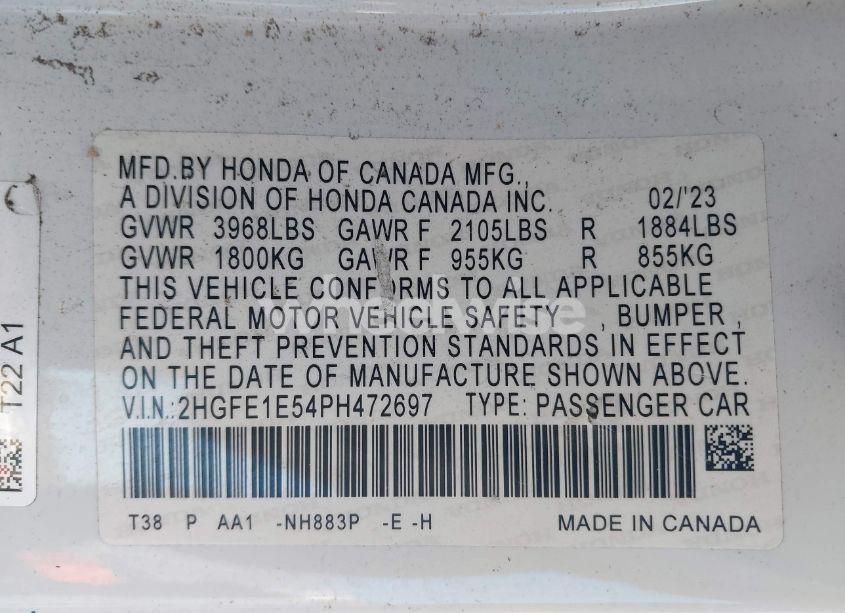 MFD.BY HONDA OF CANADA MFG.,
A DIVISION OF HONDA CANADA INC. 02/'23
GVWR 3968LBS GAWR F 2105LBS R 1884LBS
GVWR 1800KG GAWR F 955KG R 855KG
THIS VEHICLE CONFORMS TO ALL APPLICABLE
FEDERAL MOTOR VEHICLE SAFETY , BUMPER ,
AND THEFT PREVENTION STANDARDS IN EFFECT
ON THE DATE OF MANUFACTURE SHOWN ABOVE.
V.I.N.:2HGFE1E54PH472697 TYPE: PASSENGER CAR
T38 P AA1 -NH883P -E -H MADE IN CANADA
T22 A1